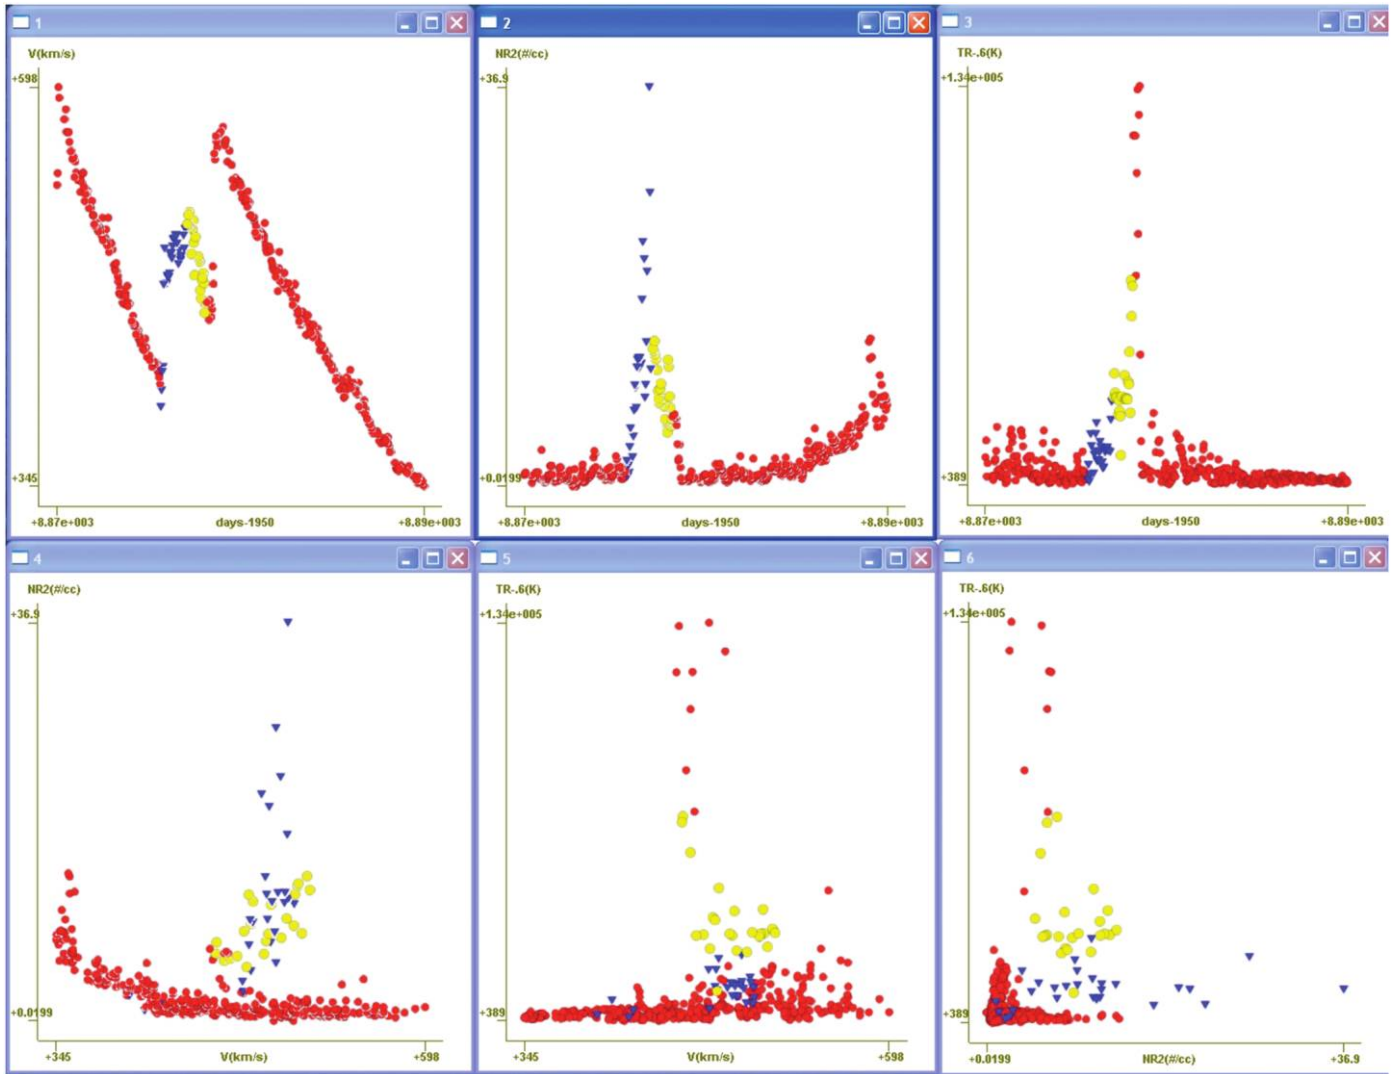 1
V(km/s)
+598
+345
+8.87e+003
days-1950
+8.89e+003
2
NR2(#/cc)
+36.9
+0.0199
+8.87e+003
days-1950
+8.89e+003
3
TR-.6(K)
+1.34e+005
+389
+8.87e+003
days-1950
+8.89e+003
4
NR2(#/cc)
+36.9
+0.0199
+345
V(km/s)
+598
5
TR-.6(K)
+1.34e+005
+389
+345
V(km/s)
+598
6
TR-.6(K)
+1.34e+005
+389
+0.0199
NR2(#/cc)
+36.9